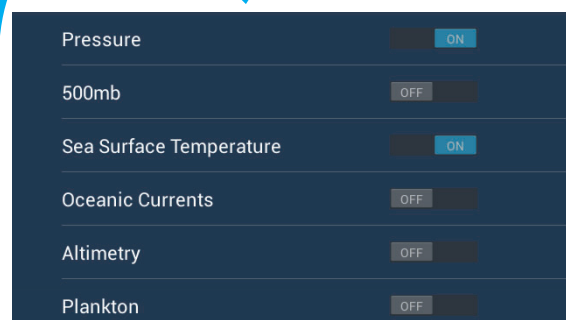 Pressure ON
500mb OFF
Sea Surface Temperature ON
Oceanic Currents OFF
Altimetry OFF
Plankton OFF